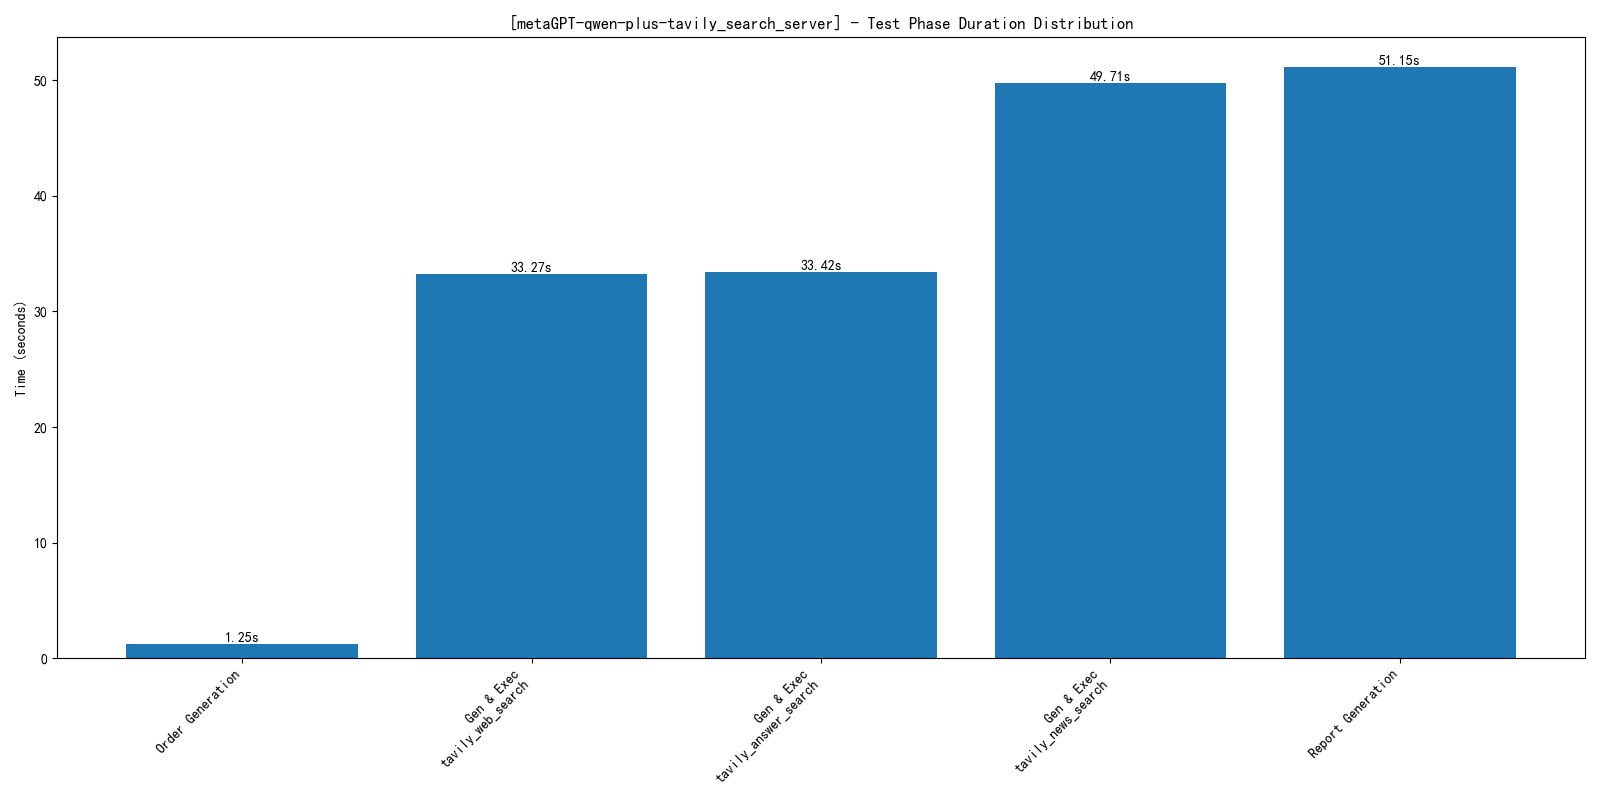 [metaGPT-qwen-plus-tavily_search_server] - Test Phase Duration Distribution
Time (seconds)
50
40
30
20
10
0
1.25s
33.27s
33.42s
49.71s
51.15s
Order Generation
Gen & Exec
tavily_web_search
Gen & Exec
tavily_answer_search
Gen & Exec
tavily_news_search
Report Generation